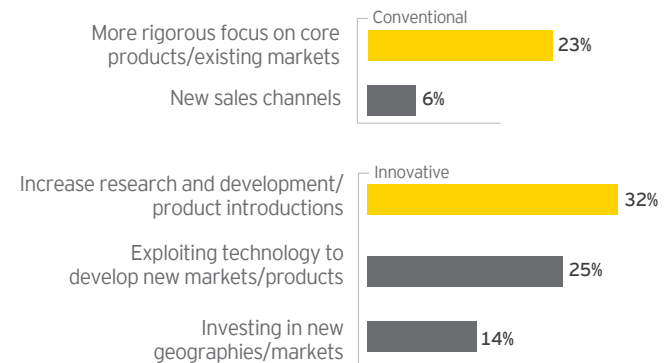 Conventional
More rigorous focus on core
products/existing markets
23%
New sales channels
6%
Innovative
Increase research and development/
product introductions
32%
Exploiting technology to
develop new markets/products
25%
Investing in new
geographies/markets
14%